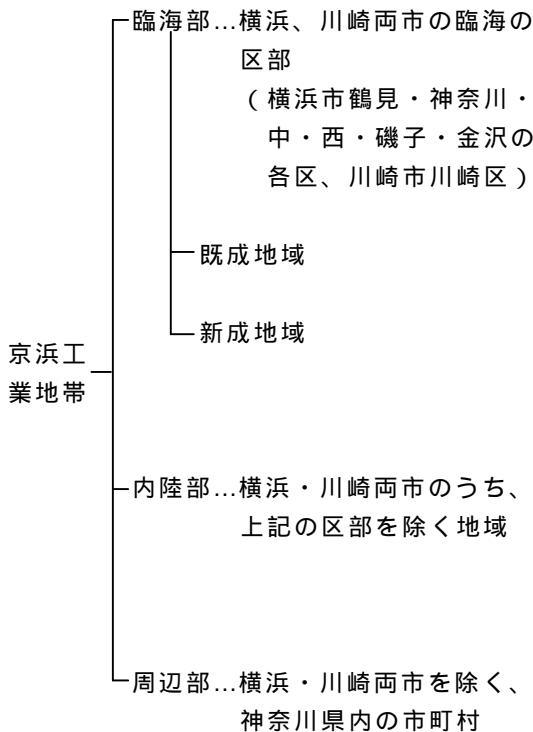 臨海部…横浜、川崎両市の臨海の
区部
(横浜市鶴見・神奈川・
中・西・磯子・金沢の
各区、川崎市川崎区)
既成地域
新成地域
京浜工
業地帯
内陸部…横浜・川崎両市のうち、
上記の区部を除く地域
周辺部…横浜・川崎両市を除く、
神奈川県内の市町村